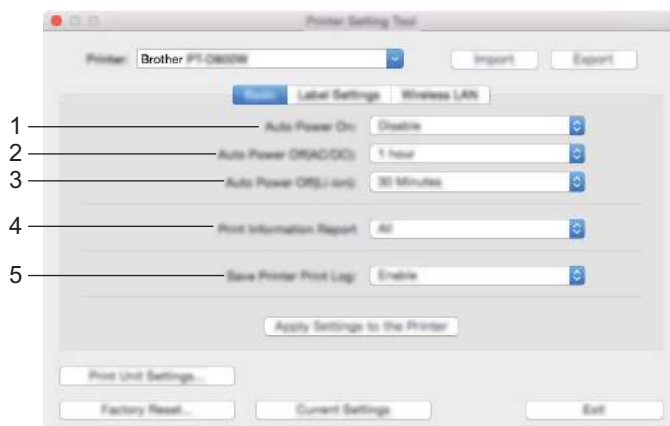 Printer Setting Tool
Printer: Brother PT-D800W Import Export
Basic Label Settings Wireless LAN
1 Auto Power On: Disable
2 Auto Power Off(AC/DC): 1 hour
3 Auto Power Off(Li-ion): 30 Minutes
4 Print Information Report All
5 Save Printer Print Log: Enable
Apply Settings to the Printer
Print Unit Settings...
Factory Reset... Current Settings Exit